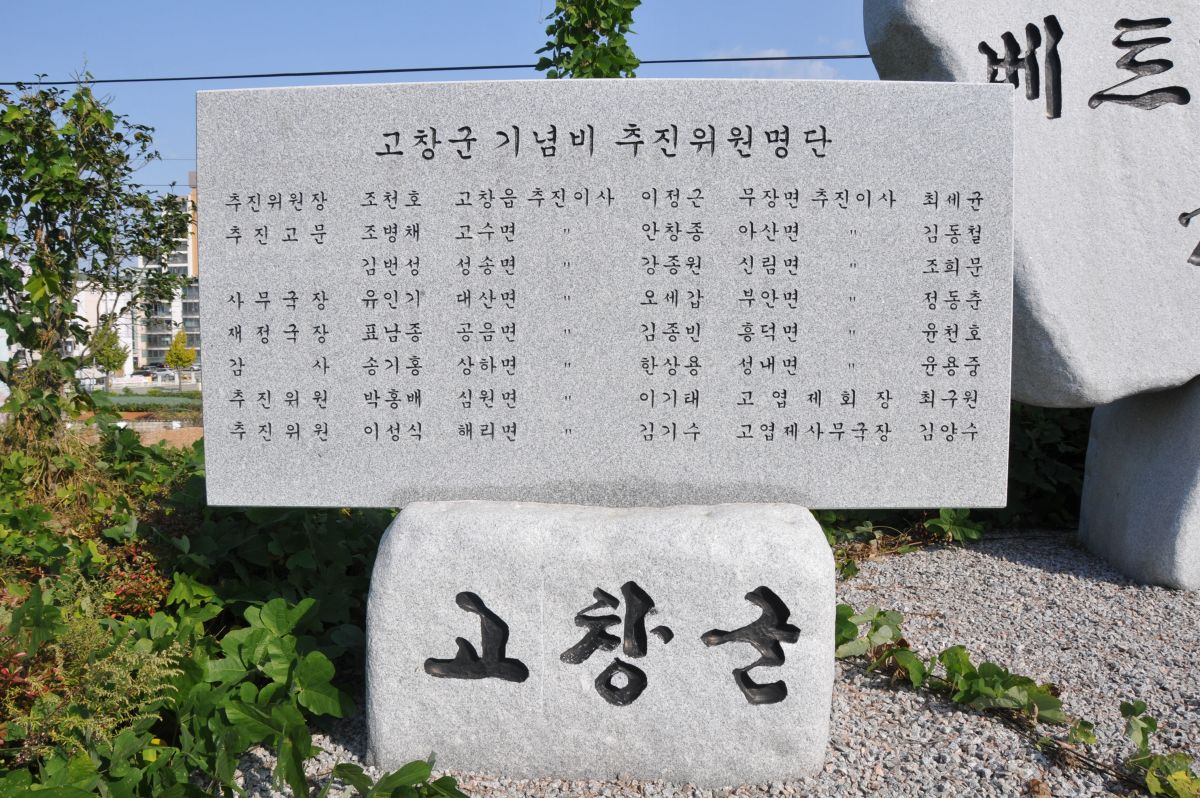 고창군 기념비 추진위원명단
추진위원장 조천호 고창읍 추진이사 이정근 무장면 추진이사 최세균
추진고문 조병채 고수면 〃 안창종 아산면 〃 김동철
김번성 성송면 〃 강종원 신림면 〃 조희문
사무국장 유인기 대산면 〃 오세갑 부안면 〃 정동춘
재정국장 표남종 공음면 〃 김종빈 흥덕면 〃 윤천호
감 사 송기홍 상하면 〃 한상용 성내면 〃 윤용중
추진위원 박홍배 심원면 〃 이기태 고엽제회장 최구원
추진위원 이성식 해리면 〃 김기수 고엽제사무국장 김양수
고창군
베트